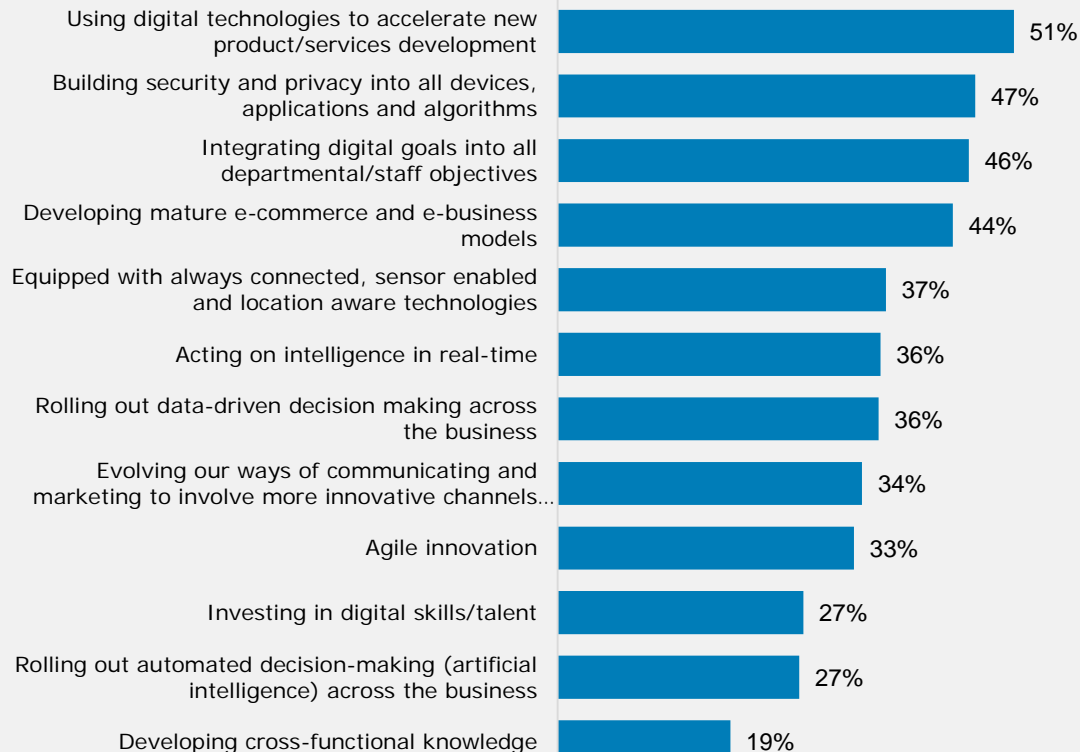 Using digital technologies to accelerate new
product/services development
51%
Building security and privacy into all devices,
applications and algorithms
47%
Integrating digital goals into all
departmental/staff objectives
46%
Developing mature e-commerce and e-business
models
44%
Equipped with always connected, sensor enabled
and location aware technologies
37%
Acting on intelligence in real-time
36%
Rolling out data-driven decision making across
the business
36%
Evolving our ways of communicating and
marketing to involve more innovative channels…
34%
Agile innovation
33%
Investing in digital skills/talent
27%
Rolling out automated decision-making (artificial
intelligence) across the business
27%
Developing cross-functional knowledge
19%